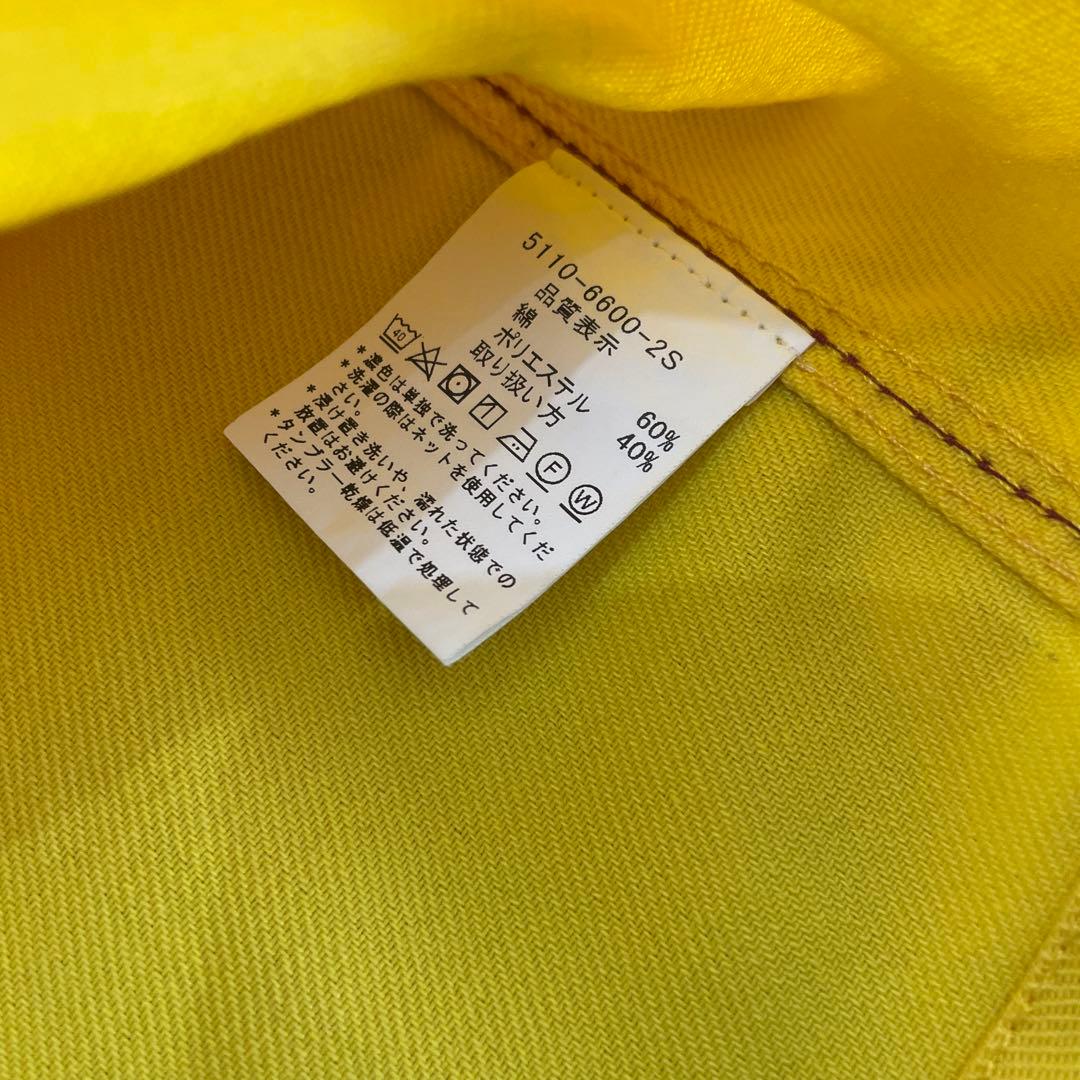 5110-6600-2S
品質表示
綿 60%
ポリエステル 40%
取り扱い方
40 F W
*濃色は単独で洗ってください。
*洗濯の際はネットを使用してくだ
さい。
*浸け置き洗いや、濡れた状態での
放置はお避けください。
*タンブラー乾燥は低温で処理して
ください。